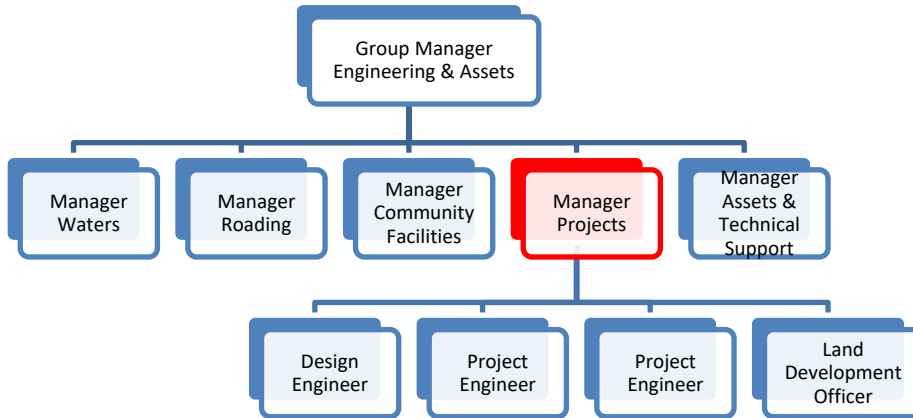 Group Manager
Engineering & Assets
Manager
Waters
Manager
Roading
Manager
Community
Facilities
Manager
Projects
Manager
Assets &
Technical
Support
Design
Engineer
Project
Engineer
Project
Engineer
Land
Development
Officer